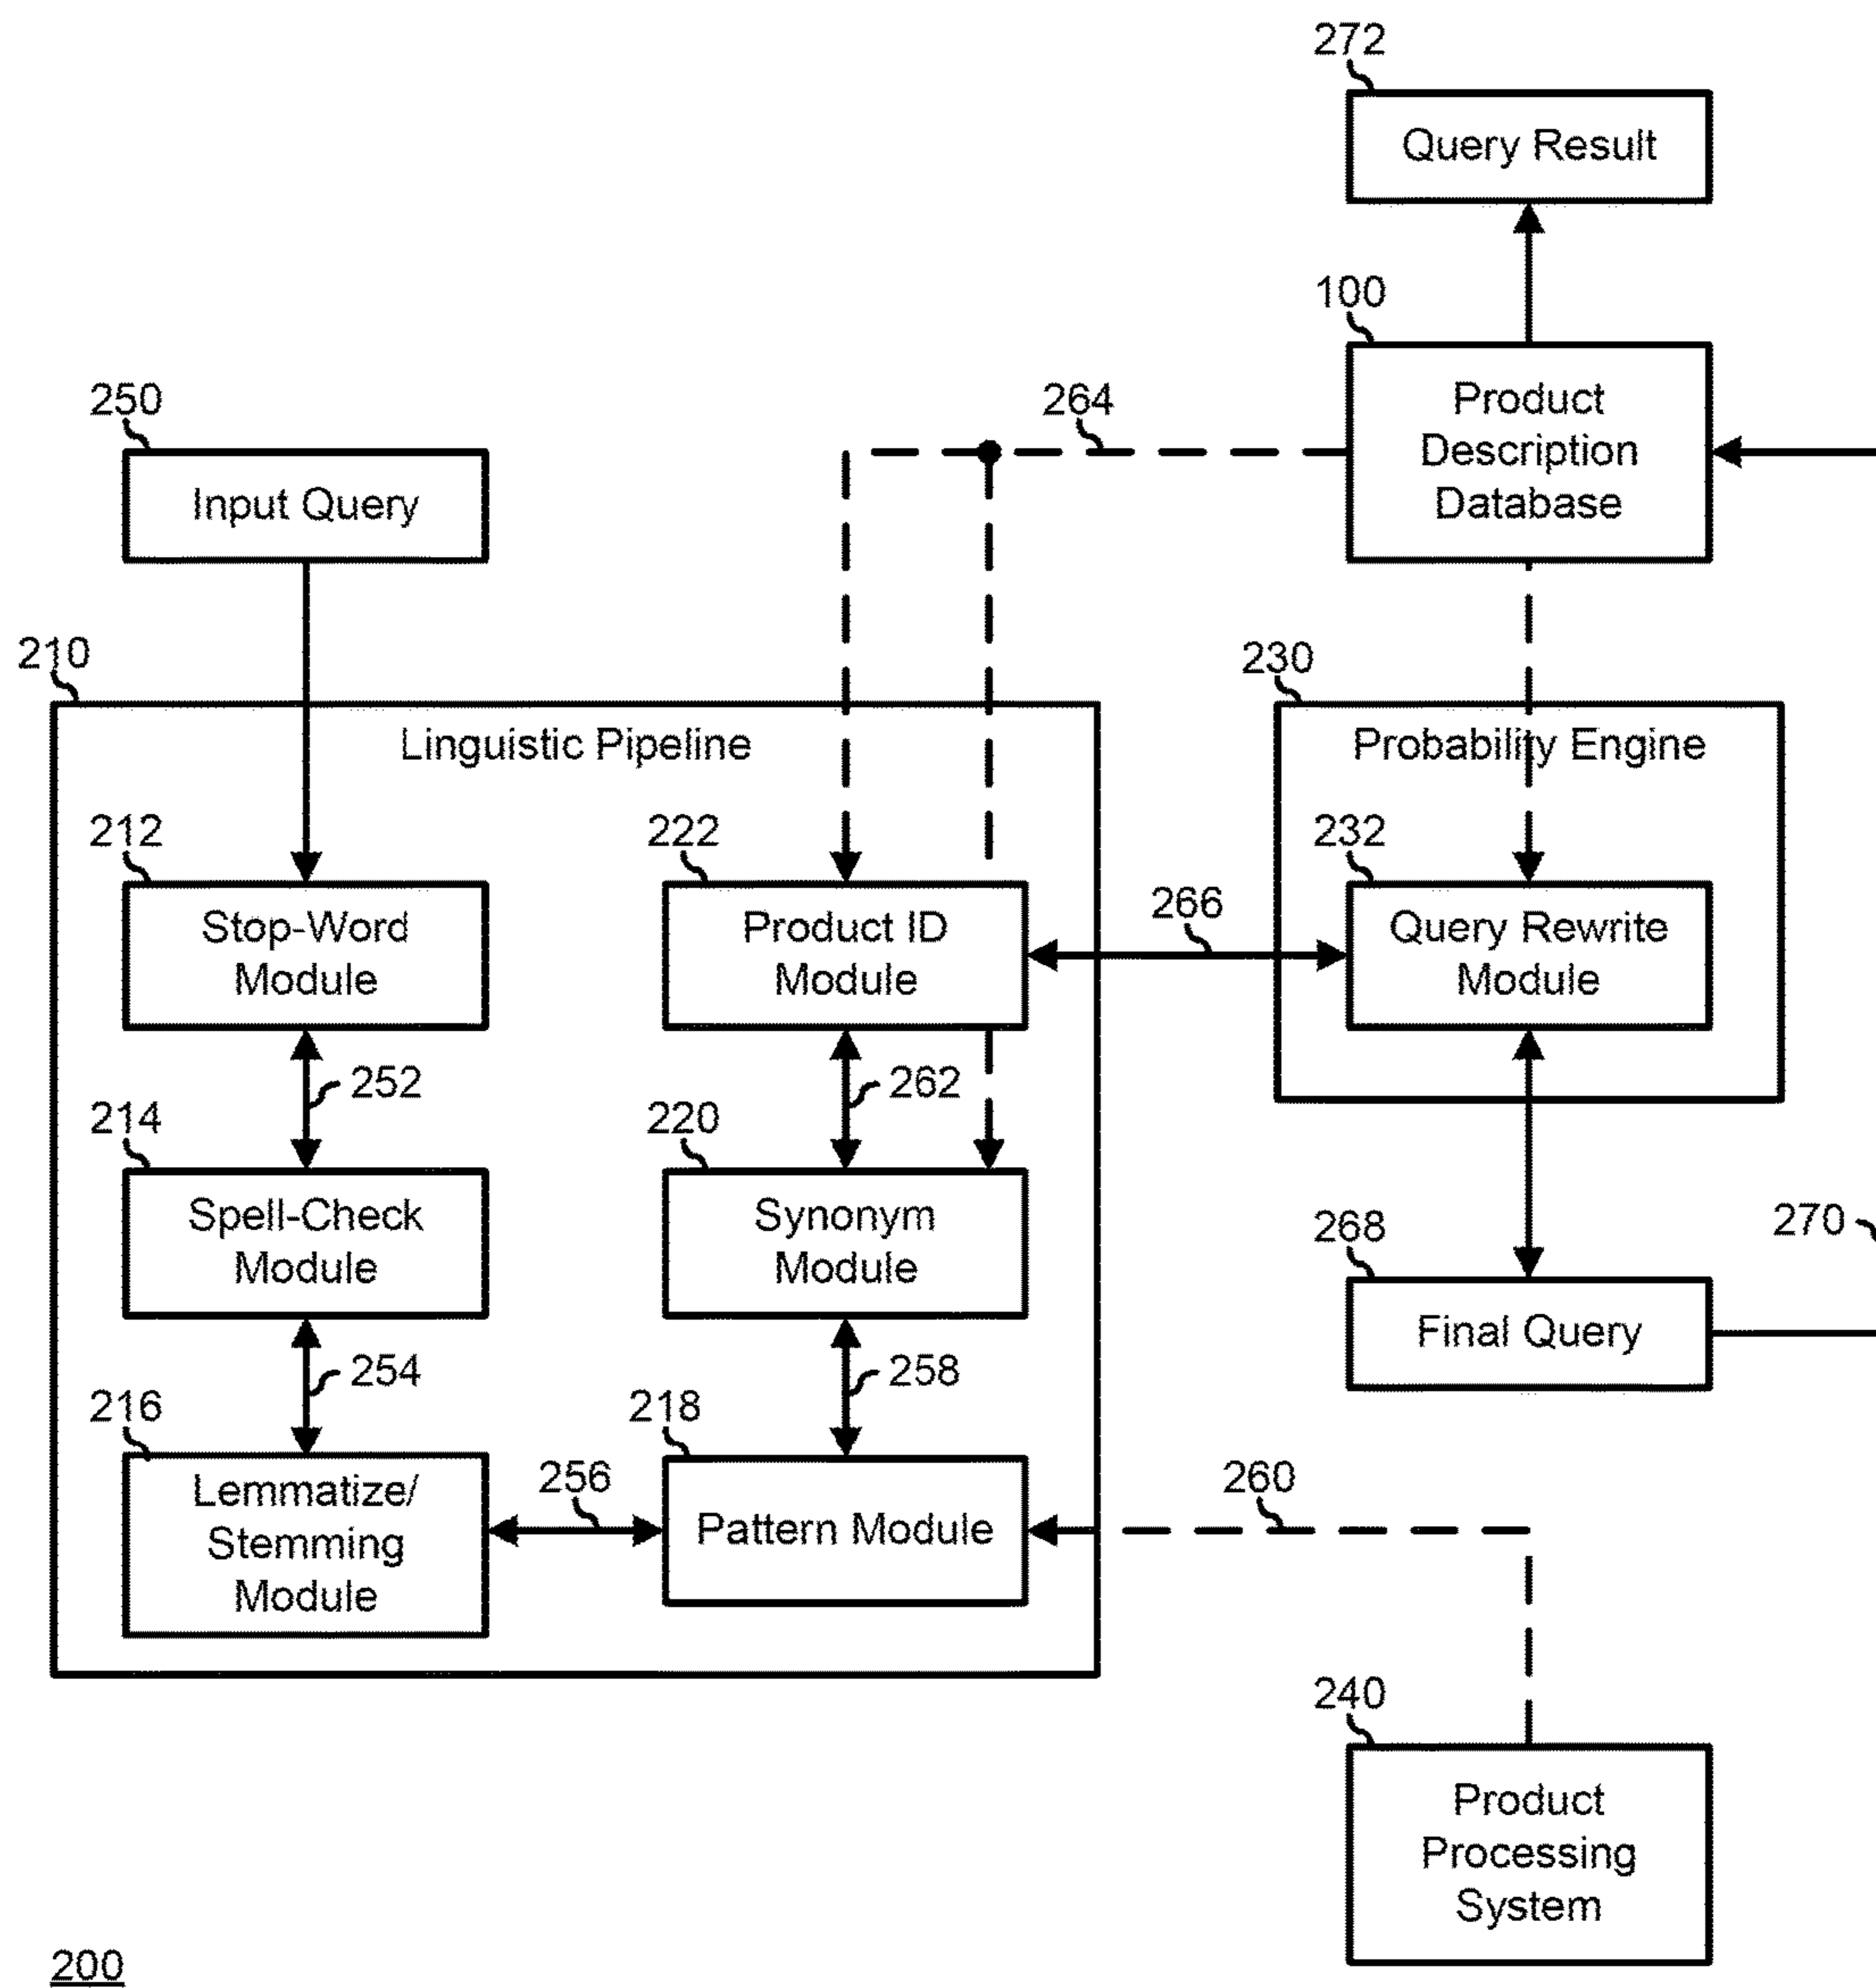 272
Query Result
100
Product
Description
Database
264
250
Input Query
210
Linguistic Pipeline
230
Probability Engine
212
Stop-Word
Module
222
Product ID
Module
266
232
Query Rewrite
Module
252
262
214
Spell-Check
Module
220
Synonym
Module
270
268
Final Query
254
258
216
Lemmatize/
Stemming
Module
256
218
Pattern Module
260
240
Product
Processing
System
200